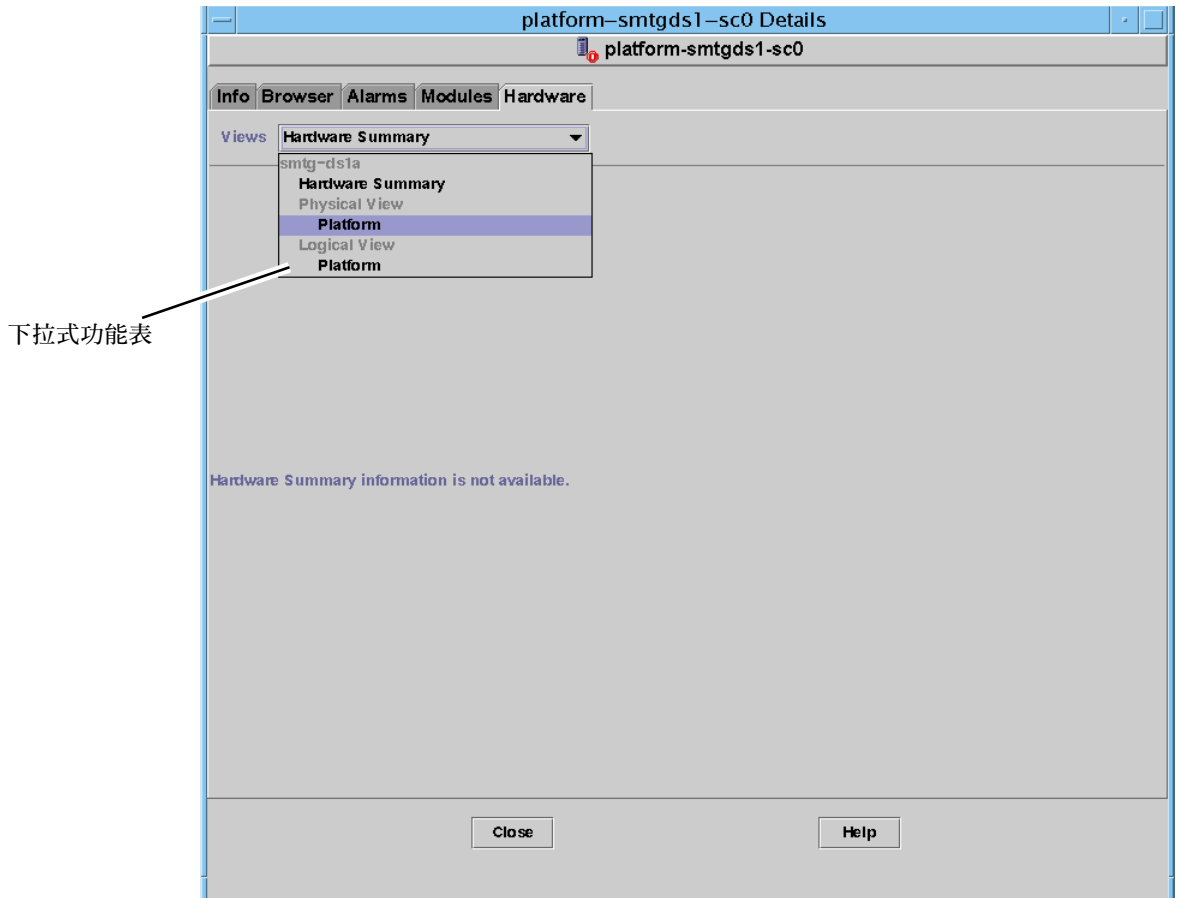 platform–smtgds1–sc0 Details
platform-smtgds1-sc0
Info Browser Alarms Modules Hardware
Views Hardware Summary
smtg-ds1a
Hardware Summary
Physical View
Platform
Logical View
Platform
下拉式功能表
Hardware Summary information is not available.
Close Help